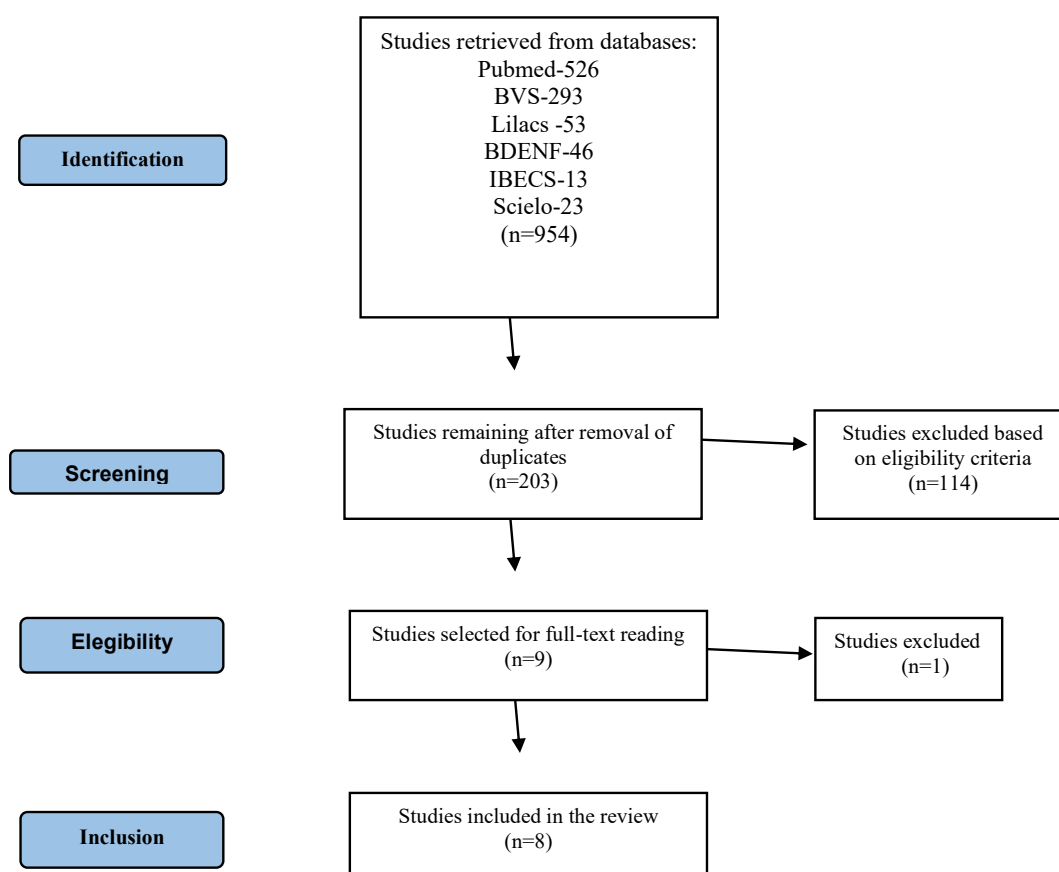 Studies retrieved from databases:
Pubmed-526
BVS-293
Lilacs -53
BDENF-46
IBECS-13
Scielo-23
(n=954)
Identification
Studies remaining after removal of
duplicates
(n=203)
Studies excluded based
on eligibility criteria
(n=114)
Screening
Studies selected for full-text reading
(n=9)
Studies excluded
(n=1)
Elegibility
Studies included in the review
(n=8)
Inclusion